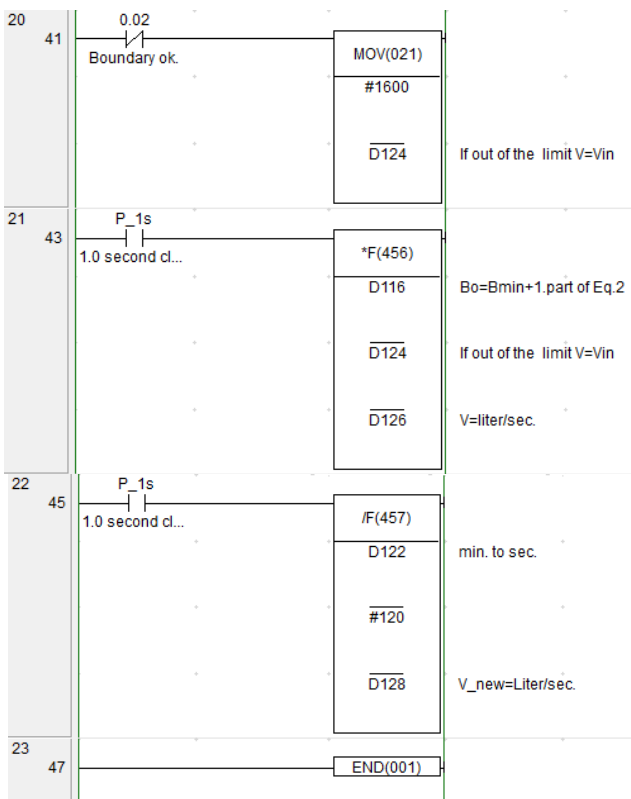 20
0.02
41
Boundary ok.
MOV(021)
#1600
D124 If out of the limit V=Vin
21
P_1s
43
1.0 second cl...
*F(456)
D116 Bo=Bmin+1.part of Eq.2
D124 If out of the limit V=Vin
D126 V=liter/sec.
22
P_1s
45
1.0 second cl...
/F(457)
D122 min. to sec.
#120
D128 V_new=Liter/sec.
23
47
END(001)